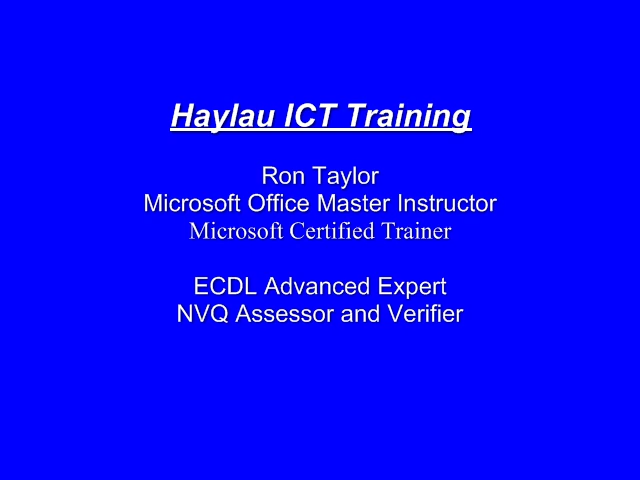 Haylau ICT Training
Ron Taylor
Microsoft Office Master Instructor
Microsoft Certified Trainer
ECDL Advanced Expert
NVQ Assessor and Verifier